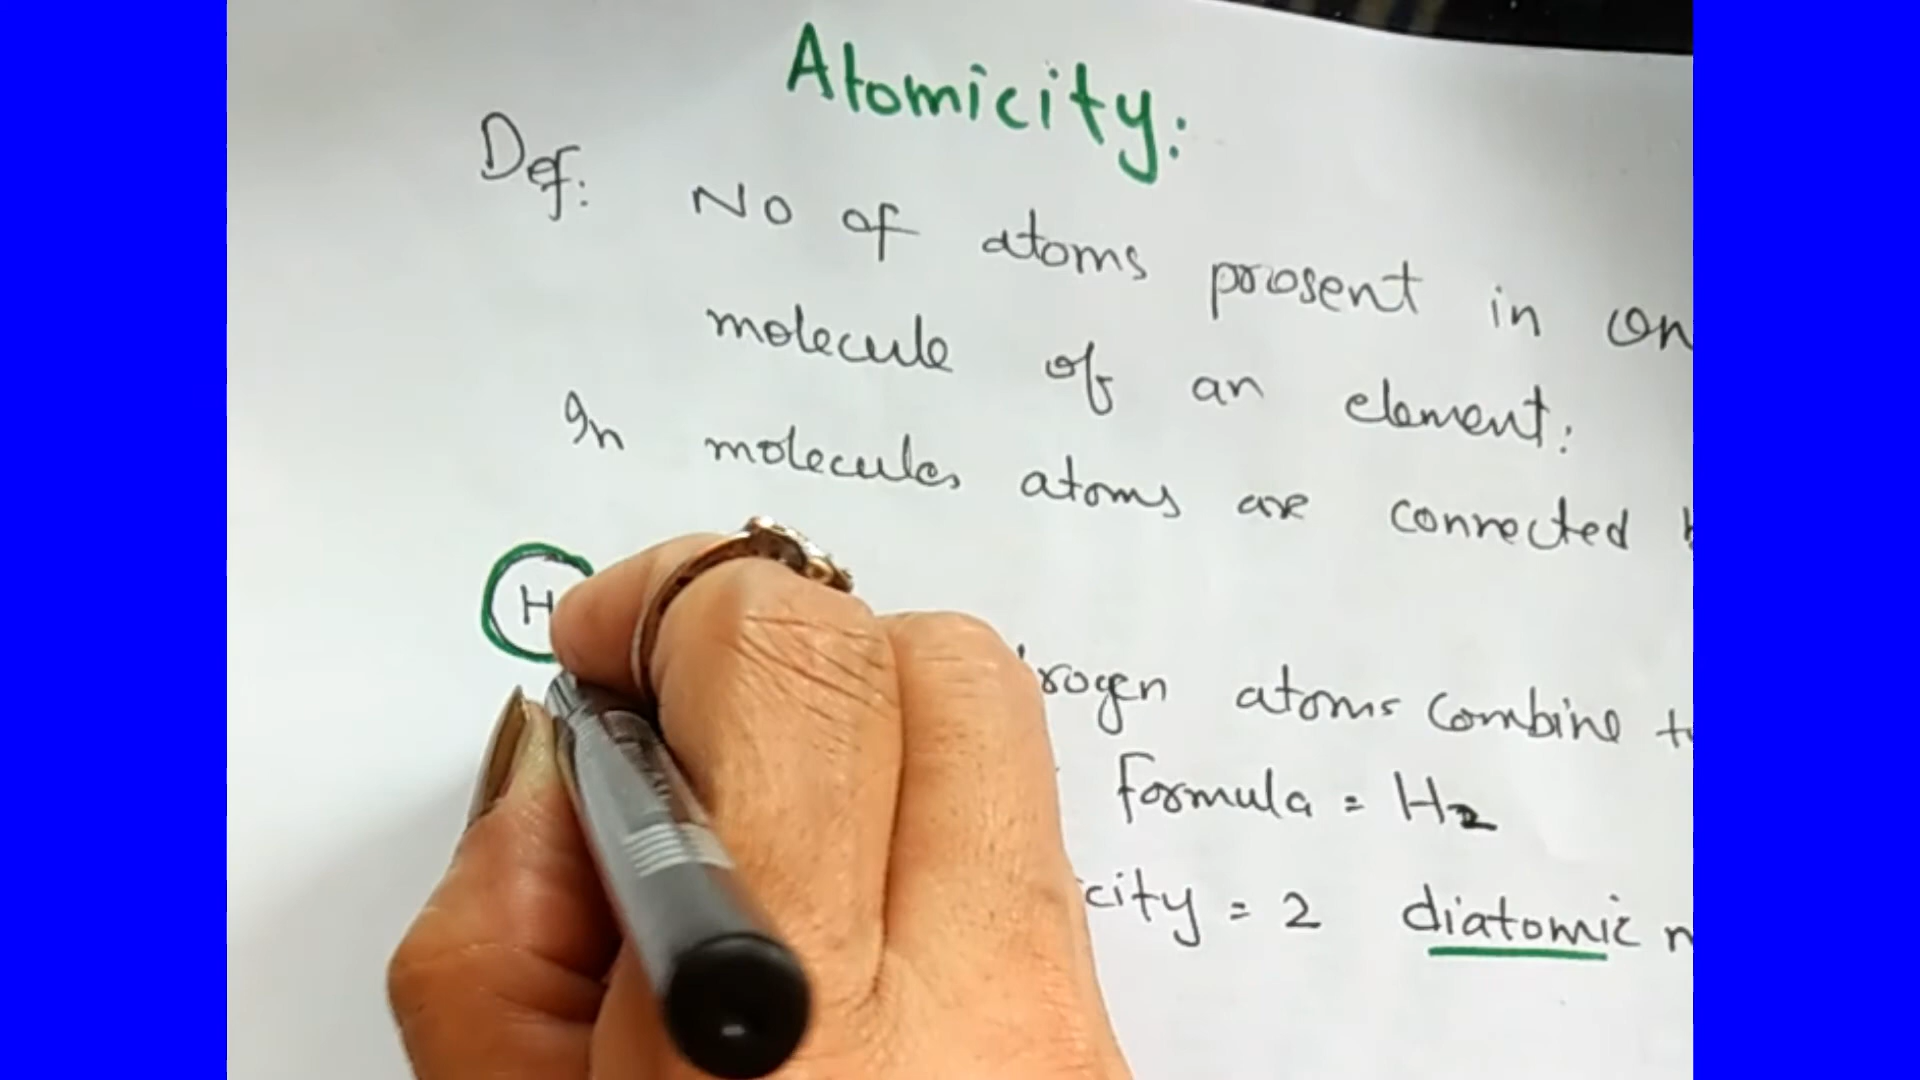 Atomicity:
Def: No of atoms present in on
molecule of an element:
In molecules atoms are connected
H
rogen atoms combine t
Formula = H2
city = 2 diatomic